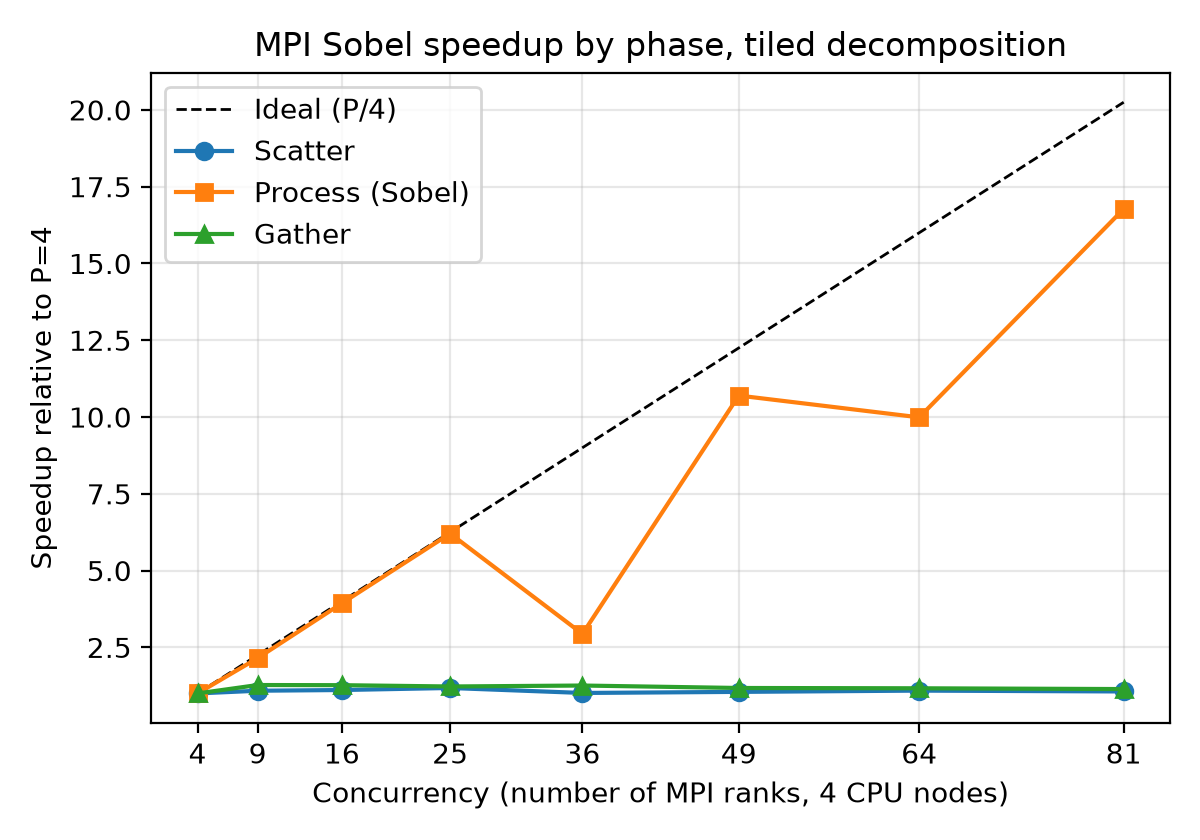 MPI Sobel speedup by phase, tiled decomposition
Ideal (P/4)
Scatter
Process (Sobel)
Gather
Speedup relative to P=4
20.0
17.5
15.0
12.5
10.0
7.5
5.0
2.5
4 9 16 25 36 49 64 81
Concurrency (number of MPI ranks, 4 CPU nodes)